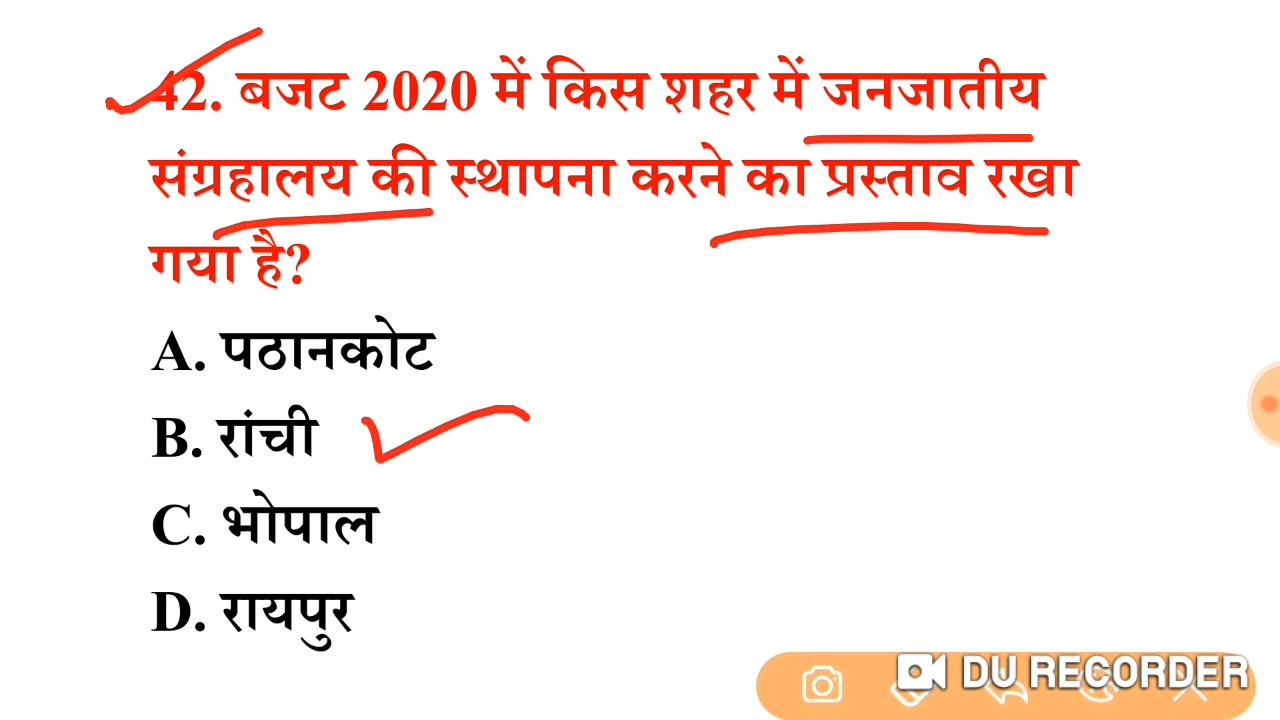 42. बजट 2020 में किस शहर में जनजातीय
संग्रहालय की स्थापना करने का प्रस्ताव रखा
गया है?
A. पठानकोट
B. रांची
C. भोपाल
D. रायपुर
DU RECORDER